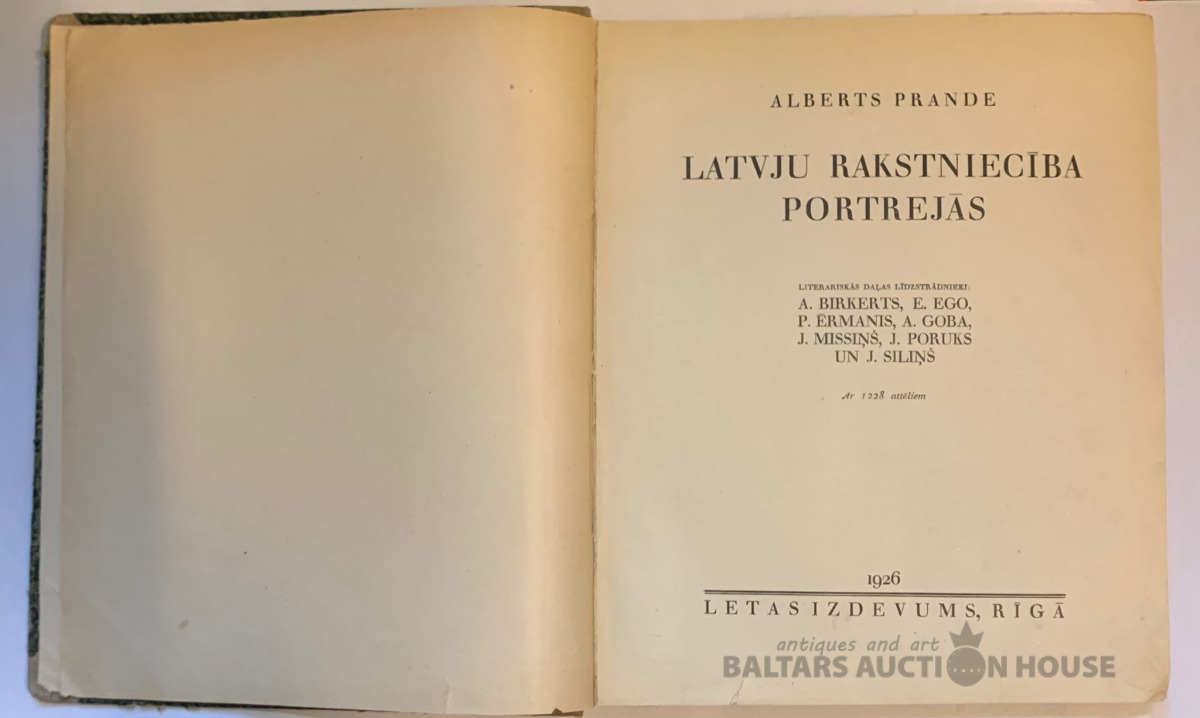 ALBERTS PRANDE
LATVJU RAKSTNIECĪBA
PORTREJĀS
LITERARISKĀS DAĻAS LĪDZSTRĀDNIEKI:
A. BIRKERTS, E. EGO,
P. ĒRMANIS, A. GOBA,
J. MISSIŅŠ, J. PORUKS
UN J. SILIŅŠ
Ar 1228 attēliem
1926
LETAS IZDEVUMS, RĪGĀ
antiques and art
BALTARS AUCTION HOUSE